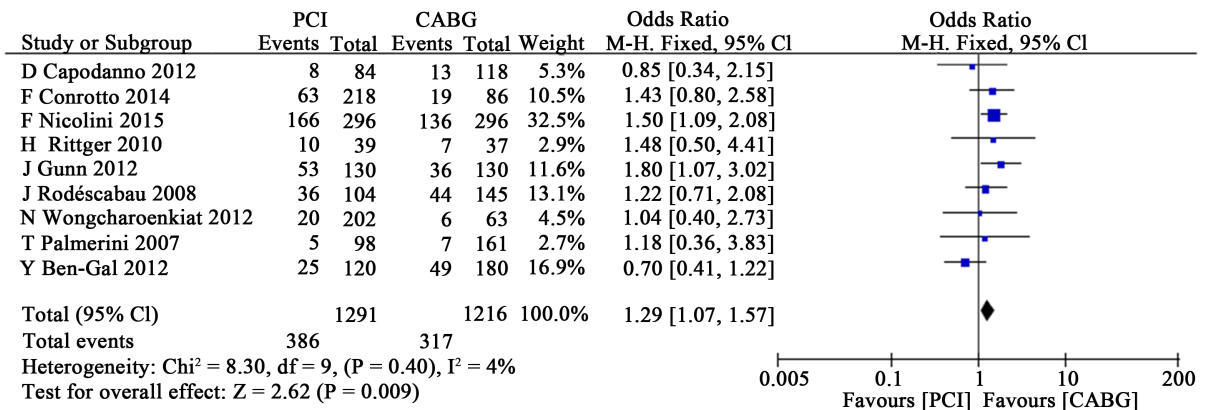 PCI CABG Odds Ratio Odds Ratio
Study or Subgroup Events Total Events Total Weight M-H. Fixed, 95% Cl M-H. Fixed, 95% Cl
D Capodanno 2012 8 84 13 118 5.3% 0.85 [0.34, 2.15]
F Conrotto 2014 63 218 19 86 10.5% 1.43 [0.80, 2.58]
F Nicolini 2015 166 296 136 296 32.5% 1.50 [1.09, 2.08]
H Rittger 2010 10 39 7 37 2.9% 1.48 [0.50, 4.41]
J Gunn 2012 53 130 36 130 11.6% 1.80 [1.07, 3.02]
J Rodéscabau 2008 36 104 44 145 13.1% 1.22 [0.71, 2.08]
N Wongcharoenkiat 2012 20 202 6 63 4.5% 1.04 [0.40, 2.73]
T Palmerini 2007 5 98 7 161 2.7% 1.18 [0.36, 3.83]
Y Ben-Gal 2012 25 120 49 180 16.9% 0.70 [0.41, 1.22]
Total (95% Cl) 1291 1216 100.0% 1.29 [1.07, 1.57]
Total events 386 317
Heterogeneity: Chi² = 8.30, df = 9, (P = 0.40), I² = 4%
Test for overall effect: Z = 2.62 (P = 0.009)
0.005 0.1 1 10 200
Favours [PCI] Favours [CABG]